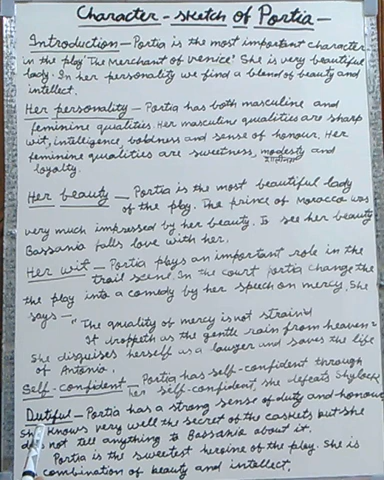 Character - sketch of Portia -
Introduction - Portia is the most important character
in the play "The Merchant of Venice." She is very beautiful
lady. In her personality we find a blend of beauty and
intellect.
Her personality - Portia has both masculine and
feminine qualities. Her masculine qualities are sharp
wit, intelligence, boldness and sense of honour. Her
feminine qualities are sweetness, modesty and
loyalty.
Her beauty - Portia is the most beautiful lady
of the play. The prince of Morocco was
very much impressed by her beauty. To see her beauty
Bassania falls love with her.
Her wit - Portia plays an important role in the
trail scene. In the court portia change the
the play into a comedy by her speech on mercy. She
says - "The quality of mercy is not strain'd
It droppeth as the gentle rain from heaven"
She disguises herself as a lawyer and saves the life
of Antonio.
Self-confident - Portia has self-confident through
her self-confident, she defeats Shylock.
Dutiful - Portia has a strong sense of duty and honour
She knows very well the secret of the caskets but she
not tell anything to Bassania about it.
Portia is the sweetest heroine of the play. She is
combination of beauty and intellect.